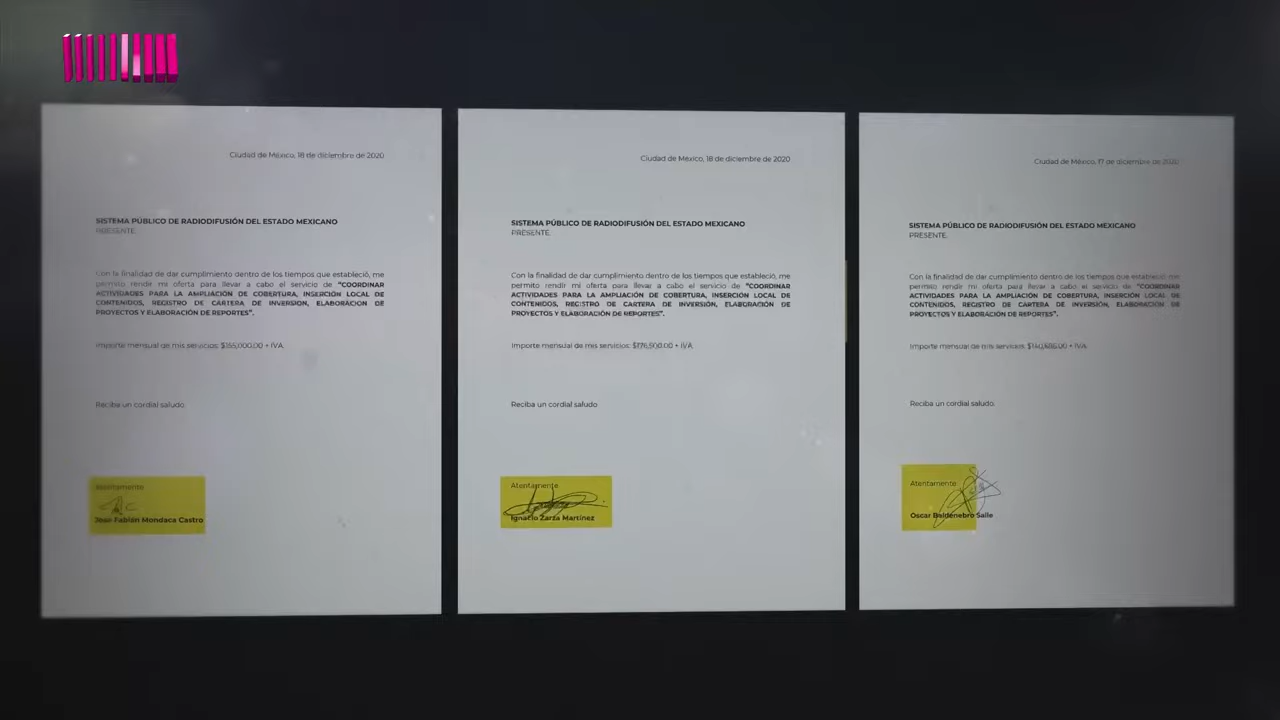 Ciudad de México, 18 de diciembre de 2020
SISTEMA PÚBLICO DE RADIODIFUSIÓN DEL ESTADO MEXICANO
PRESENTE.
Con la finalidad de dar cumplimiento dentro de los tiempos que estableció, me
permito rendir mi oferta para llevar a cabo el servicio de "COORDINAR
ACTIVIDADES PARA LA AMPLIACIÓN DE COBERTURA, INSERCIÓN LOCAL DE
CONTENIDOS, REGISTRO DE CARTERA DE INVERSIÓN, ELABORACIÓN DE
PROYECTOS Y ELABORACIÓN DE REPORTES".
Importe mensual de mis servicios: + IVA.
Reciba un cordial saludo.
Atentamente
José Fabián Mondaca Castro
Ciudad de México, 18 de diciembre de 2020
SISTEMA PÚBLICO DE RADIODIFUSIÓN DEL ESTADO MEXICANO
PRESENTE.
Con la finalidad de dar cumplimiento dentro de los tiempos que estableció, me
permito rendir mi oferta para llevar a cabo el servicio de "COORDINAR
ACTIVIDADES PARA LA AMPLIACIÓN DE COBERTURA, INSERCIÓN LOCAL DE
CONTENIDOS, REGISTRO DE CARTERA DE INVERSIÓN, ELABORACIÓN DE
PROYECTOS Y ELABORACIÓN DE REPORTES".
Importe mensual de mis servicios: + IVA.
Reciba un cordial saludo.
Atentamente
Ignacio Zarza Martínez
Ciudad de México, 17 de diciembre de 2020
SISTEMA PÚBLICO DE RADIODIFUSIÓN DEL ESTADO MEXICANO
PRESENTE.
Con la finalidad de dar cumplimiento dentro de los tiempos que estableció, me
permito rendir mi oferta para llevar a cabo el servicio de "COORDINAR
ACTIVIDADES PARA LA AMPLIACIÓN DE COBERTURA, INSERCIÓN LOCAL DE
CONTENIDOS, REGISTRO DE CARTERA DE INVERSIÓN, ELABORACIÓN DE
PROYECTOS Y ELABORACIÓN DE REPORTES".
Importe mensual de mis servicios: + IVA.
Reciba un cordial saludo.
Atentamente
Óscar Baldenebro Salle